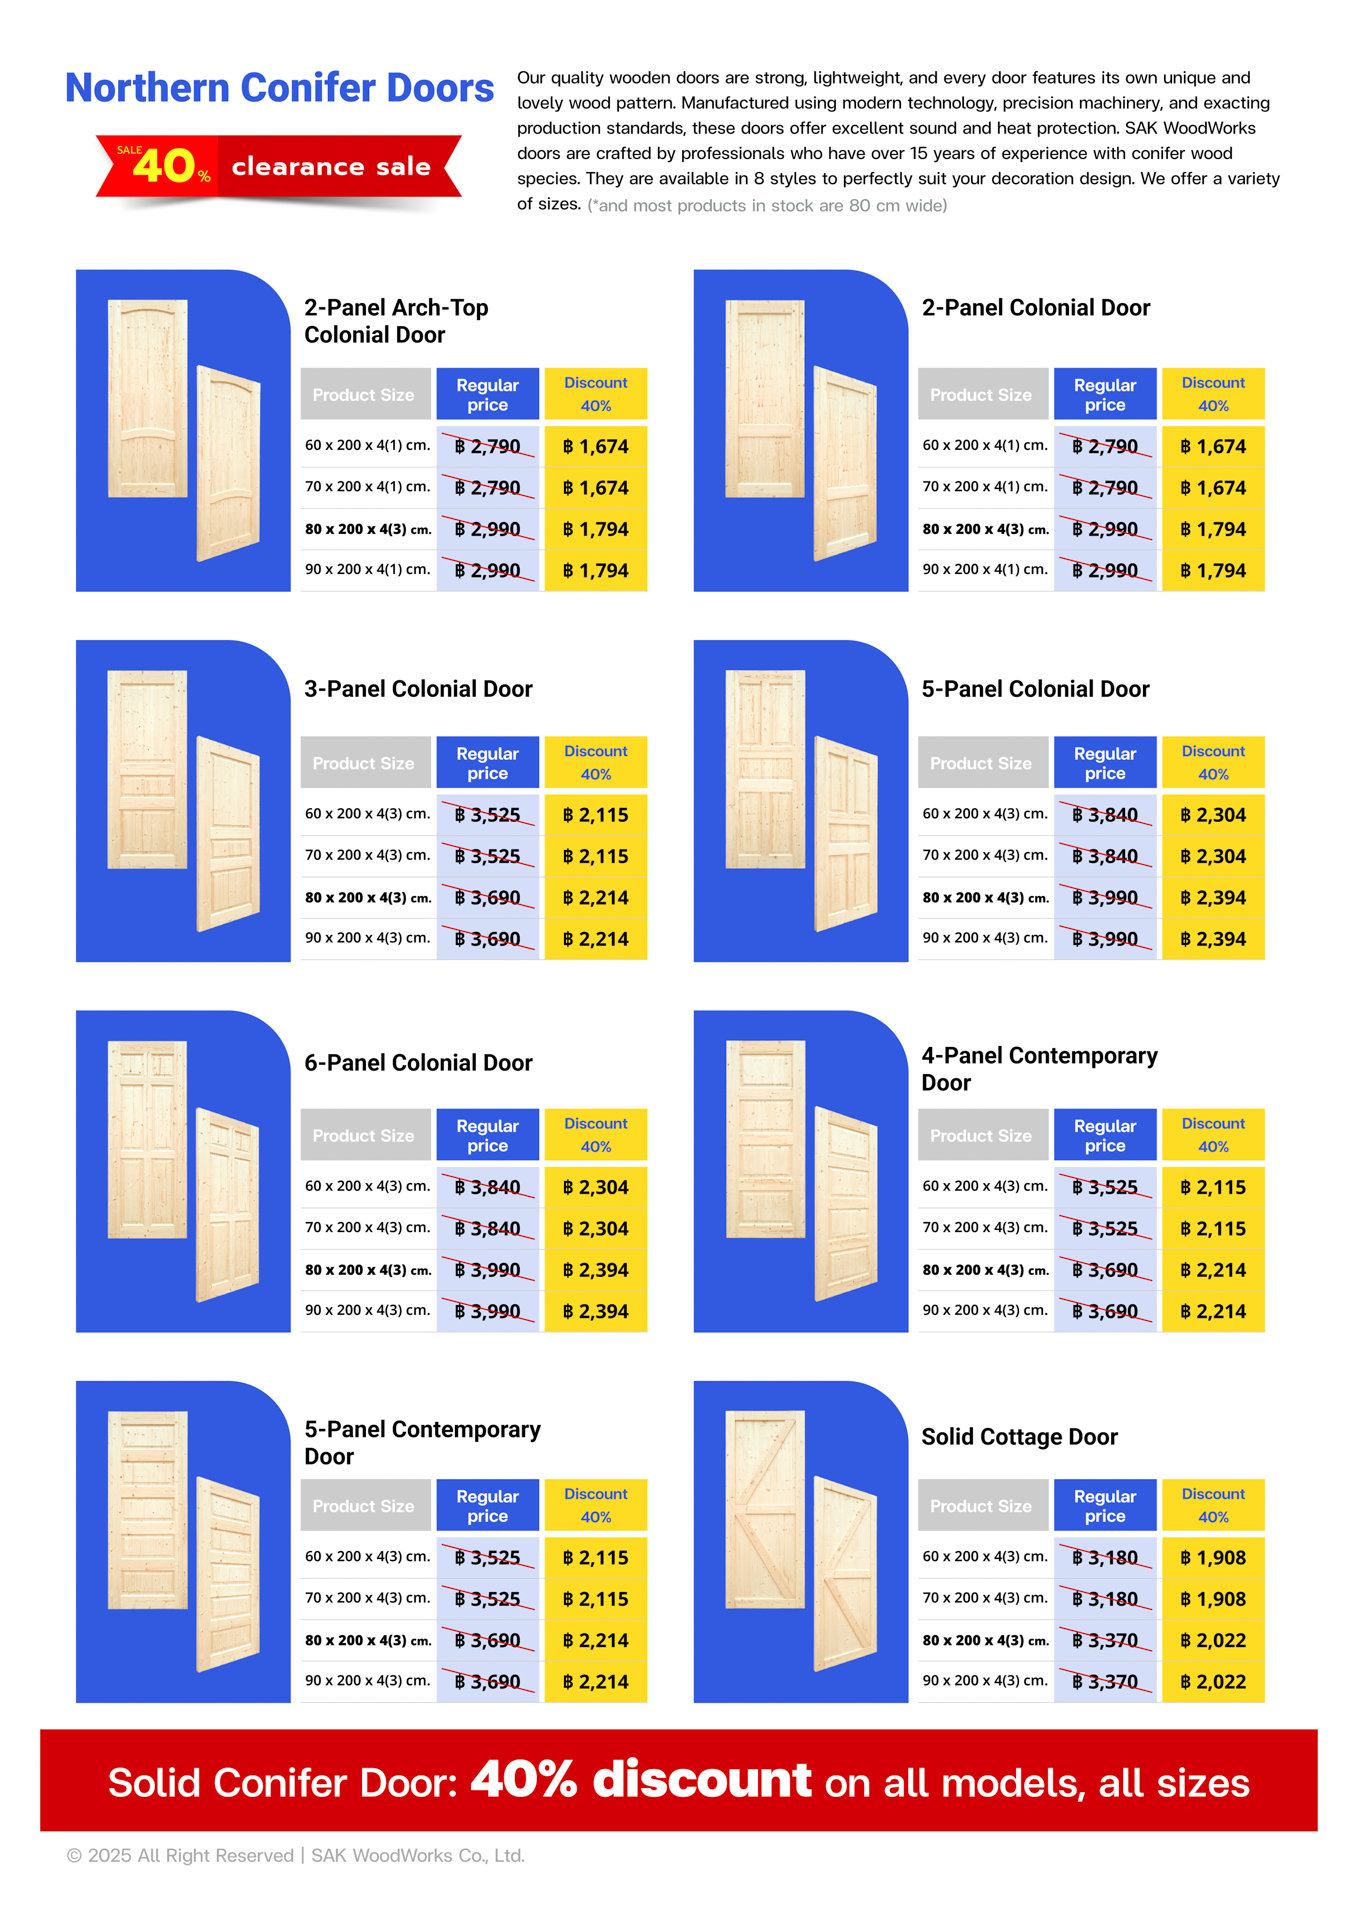 Northern Conifer Doors
SALE 40% clearance sale
Our quality wooden doors are strong, lightweight, and every door features its own unique and
lovely wood pattern. Manufactured using modern technology, precision machinery, and exacting
production standards, these doors offer excellent sound and heat protection. SAK WoodWorks
doors are crafted by professionals who have over 15 years of experience with conifer wood
species. They are available in 8 styles to perfectly suit your decoration design. We offer a variety
of sizes. (*and most products in stock are 80 cm wide)
2-Panel Arch-Top
Colonial Door
Product Size Regular price Discount 40%
60 x 200 x 4(1) cm. ฿ 2,790 ฿ 1,674
70 x 200 x 4(1) cm. ฿ 2,790 ฿ 1,674
80 x 200 x 4(3) cm. ฿ 2,990 ฿ 1,794
90 x 200 x 4(1) cm. ฿ 2,990 ฿ 1,794
2-Panel Colonial Door
Product Size Regular price Discount 40%
60 x 200 x 4(1) cm. ฿ 2,790 ฿ 1,674
70 x 200 x 4(1) cm. ฿ 2,790 ฿ 1,674
80 x 200 x 4(3) cm. ฿ 2,990 ฿ 1,794
90 x 200 x 4(1) cm. ฿ 2,990 ฿ 1,794
3-Panel Colonial Door
Product Size Regular price Discount 40%
60 x 200 x 4(3) cm. ฿ 3,525 ฿ 2,115
70 x 200 x 4(3) cm. ฿ 3,525 ฿ 2,115
80 x 200 x 4(3) cm. ฿ 3,690 ฿ 2,214
90 x 200 x 4(3) cm. ฿ 3,690 ฿ 2,214
5-Panel Colonial Door
Product Size Regular price Discount 40%
60 x 200 x 4(3) cm. ฿ 3,840 ฿ 2,304
70 x 200 x 4(3) cm. ฿ 3,840 ฿ 2,304
80 x 200 x 4(3) cm. ฿ 3,990 ฿ 2,394
90 x 200 x 4(3) cm. ฿ 3,990 ฿ 2,394
6-Panel Colonial Door
Product Size Regular price Discount 40%
60 x 200 x 4(3) cm. ฿ 3,840 ฿ 2,304
70 x 200 x 4(3) cm. ฿ 3,840 ฿ 2,304
80 x 200 x 4(3) cm. ฿ 3,990 ฿ 2,394
90 x 200 x 4(3) cm. ฿ 3,990 ฿ 2,394
4-Panel Contemporary
Door
Product Size Regular price Discount 40%
60 x 200 x 4(3) cm. ฿ 3,525 ฿ 2,115
70 x 200 x 4(3) cm. ฿ 3,525 ฿ 2,115
80 x 200 x 4(3) cm. ฿ 3,690 ฿ 2,214
90 x 200 x 4(3) cm. ฿ 3,690 ฿ 2,214
5-Panel Contemporary
Door
Product Size Regular price Discount 40%
60 x 200 x 4(3) cm. ฿ 3,525 ฿ 2,115
70 x 200 x 4(3) cm. ฿ 3,525 ฿ 2,115
80 x 200 x 4(3) cm. ฿ 3,690 ฿ 2,214
90 x 200 x 4(3) cm. ฿ 3,690 ฿ 2,214
Solid Cottage Door
Product Size Regular price Discount 40%
60 x 200 x 4(3) cm. ฿ 3,180 ฿ 1,908
70 x 200 x 4(3) cm. ฿ 3,180 ฿ 1,908
80 x 200 x 4(3) cm. ฿ 3,370 ฿ 2,022
90 x 200 x 4(3) cm. ฿ 3,370 ฿ 2,022
Solid Conifer Door: 40% discount on all models, all sizes
© 2025 All Right Reserved | SAK WoodWorks Co., Ltd.